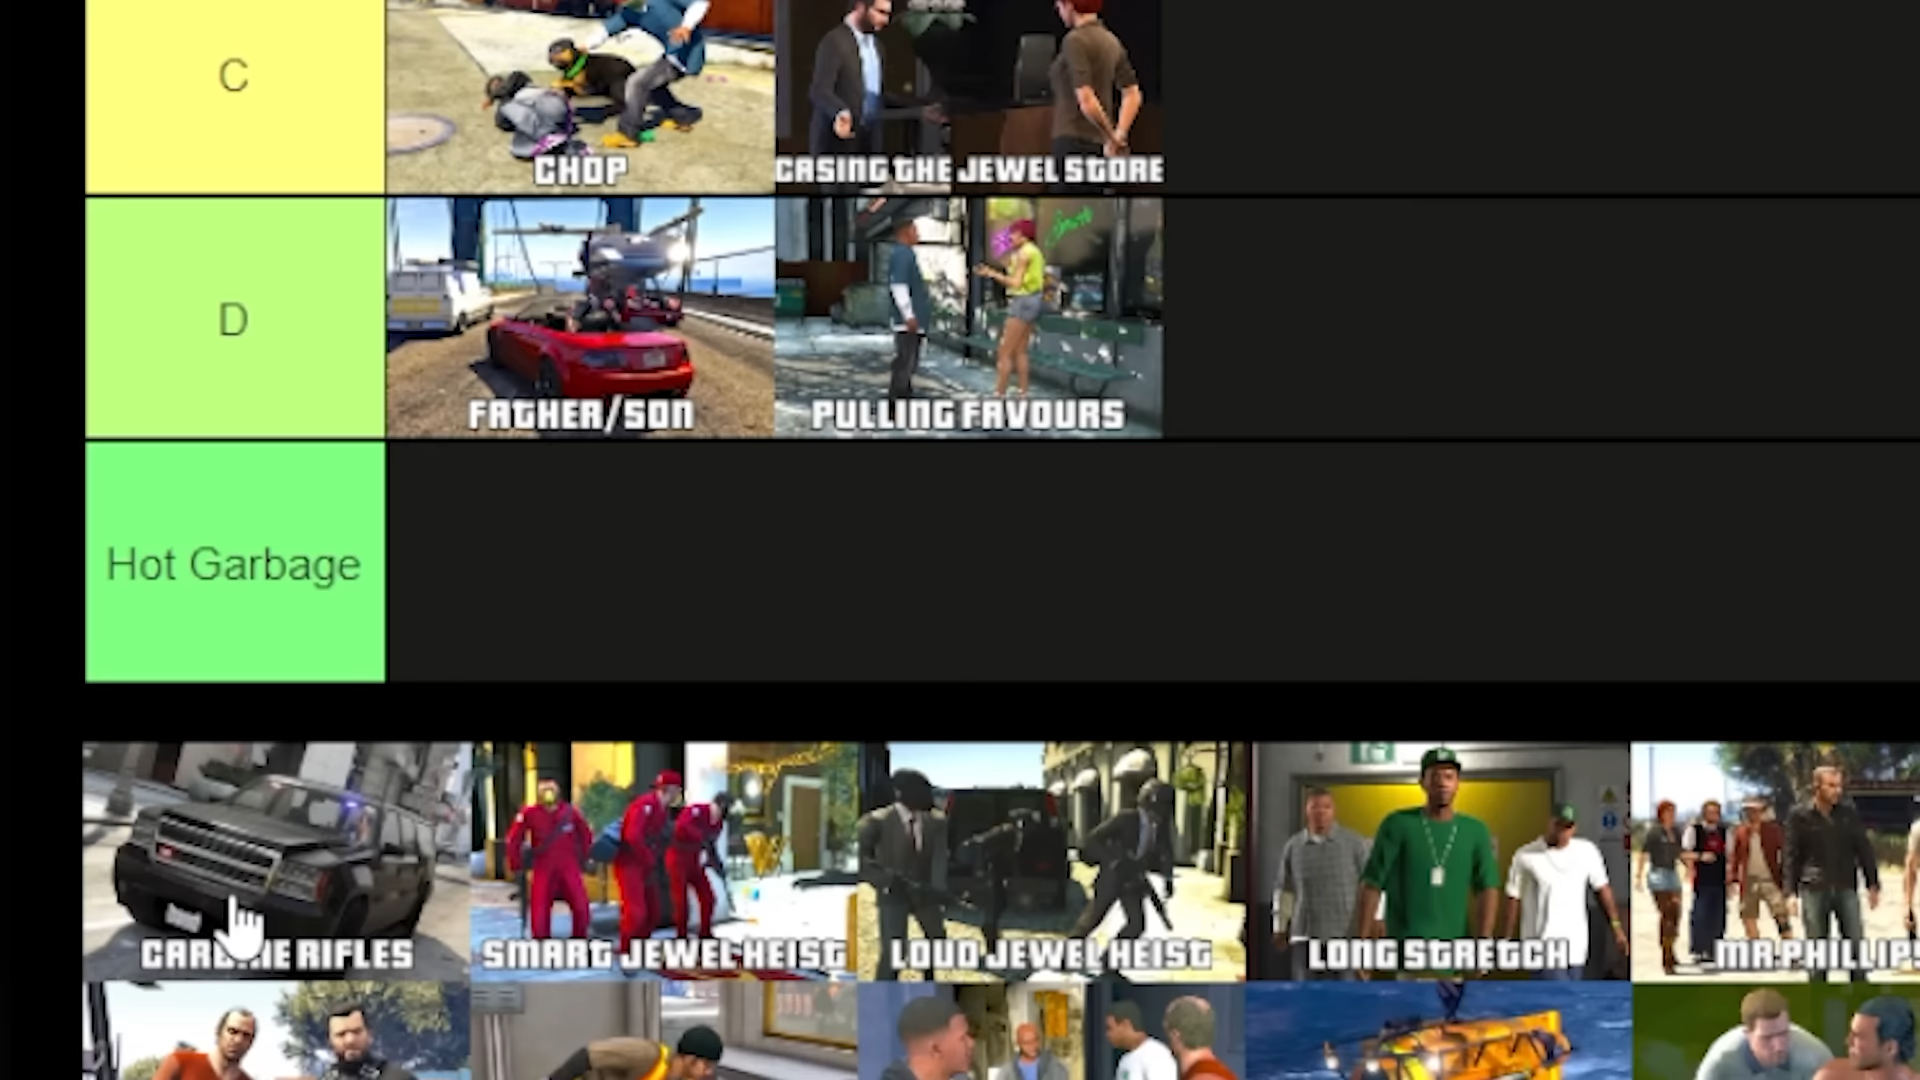 C
CHOP
CASING THE JEWEL STORE
D
FATHER/SON
PULLING FAVOURS
Hot Garbage
RIFLES
SMART JEWEL HEIST
LOUD JEWEL HEIST
LONG STRETCH
MR PHILLIPS